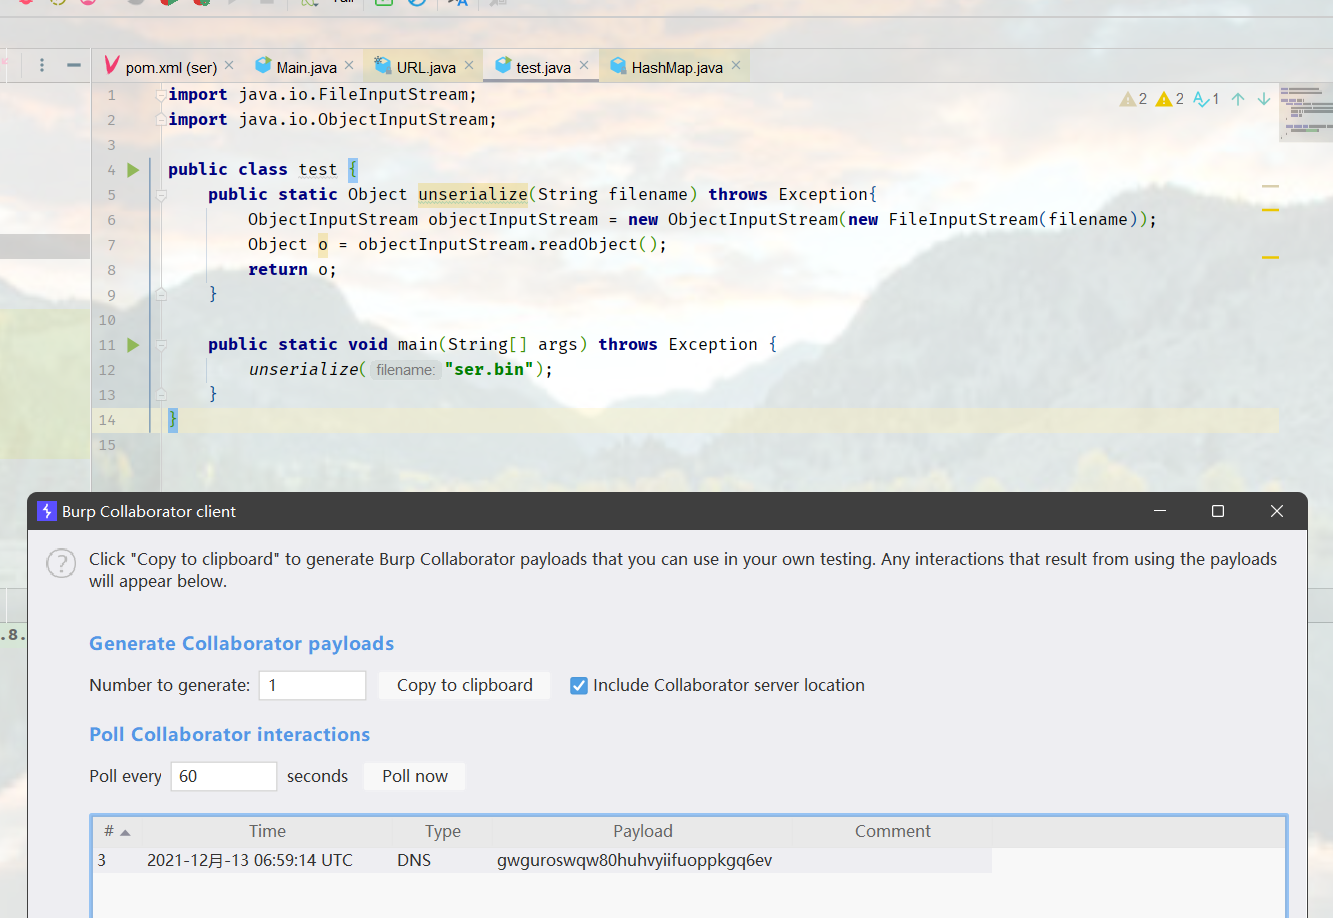 pom.xml (ser)
Main.java
URL.java
test.java
HashMap.java
2 2 1
1 import java.io.FileInputStream;
2 import java.io.ObjectInputStream;
3
4 public class test {
5 public static Object unserialize(String filename) throws Exception{
6 ObjectInputStream objectInputStream = new ObjectInputStream(new FileInputStream(filename));
7 Object o = objectInputStream.readObject();
8 return o;
9 }
10
11 public static void main(String[] args) throws Exception {
12 unserialize( filename: "ser.bin");
13 }
14 }
15
.8.
Burp Collaborator client
Click "Copy to clipboard" to generate Burp Collaborator payloads that you can use in your own testing. Any interactions that result from using the payloads
will appear below.
Generate Collaborator payloads
Number to generate: 1 Copy to clipboard Include Collaborator server location
Poll Collaborator interactions
Poll every 60 seconds Poll now
# Time Type Payload Comment
3 2021-12月-13 06:59:14 UTC DNS gwguroswqw80huhvyiifuoppkgq6ev